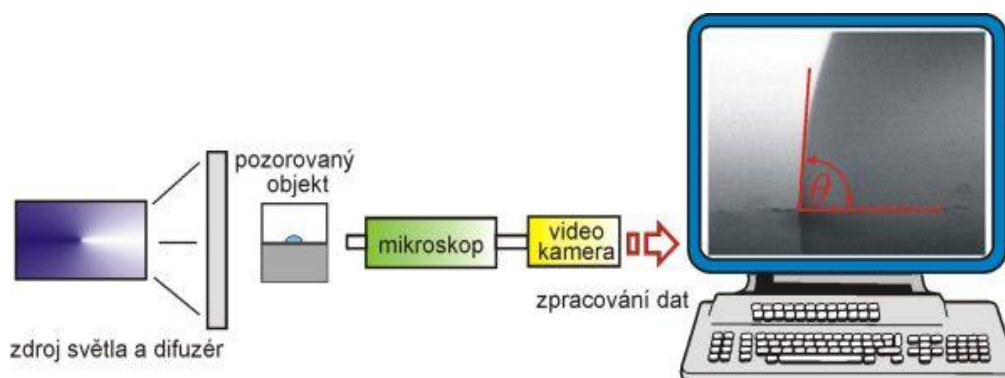 zdroj světla a difuzér
pozorovaný
objekt
mikroskop
video
kamera
zpracování dat
θ